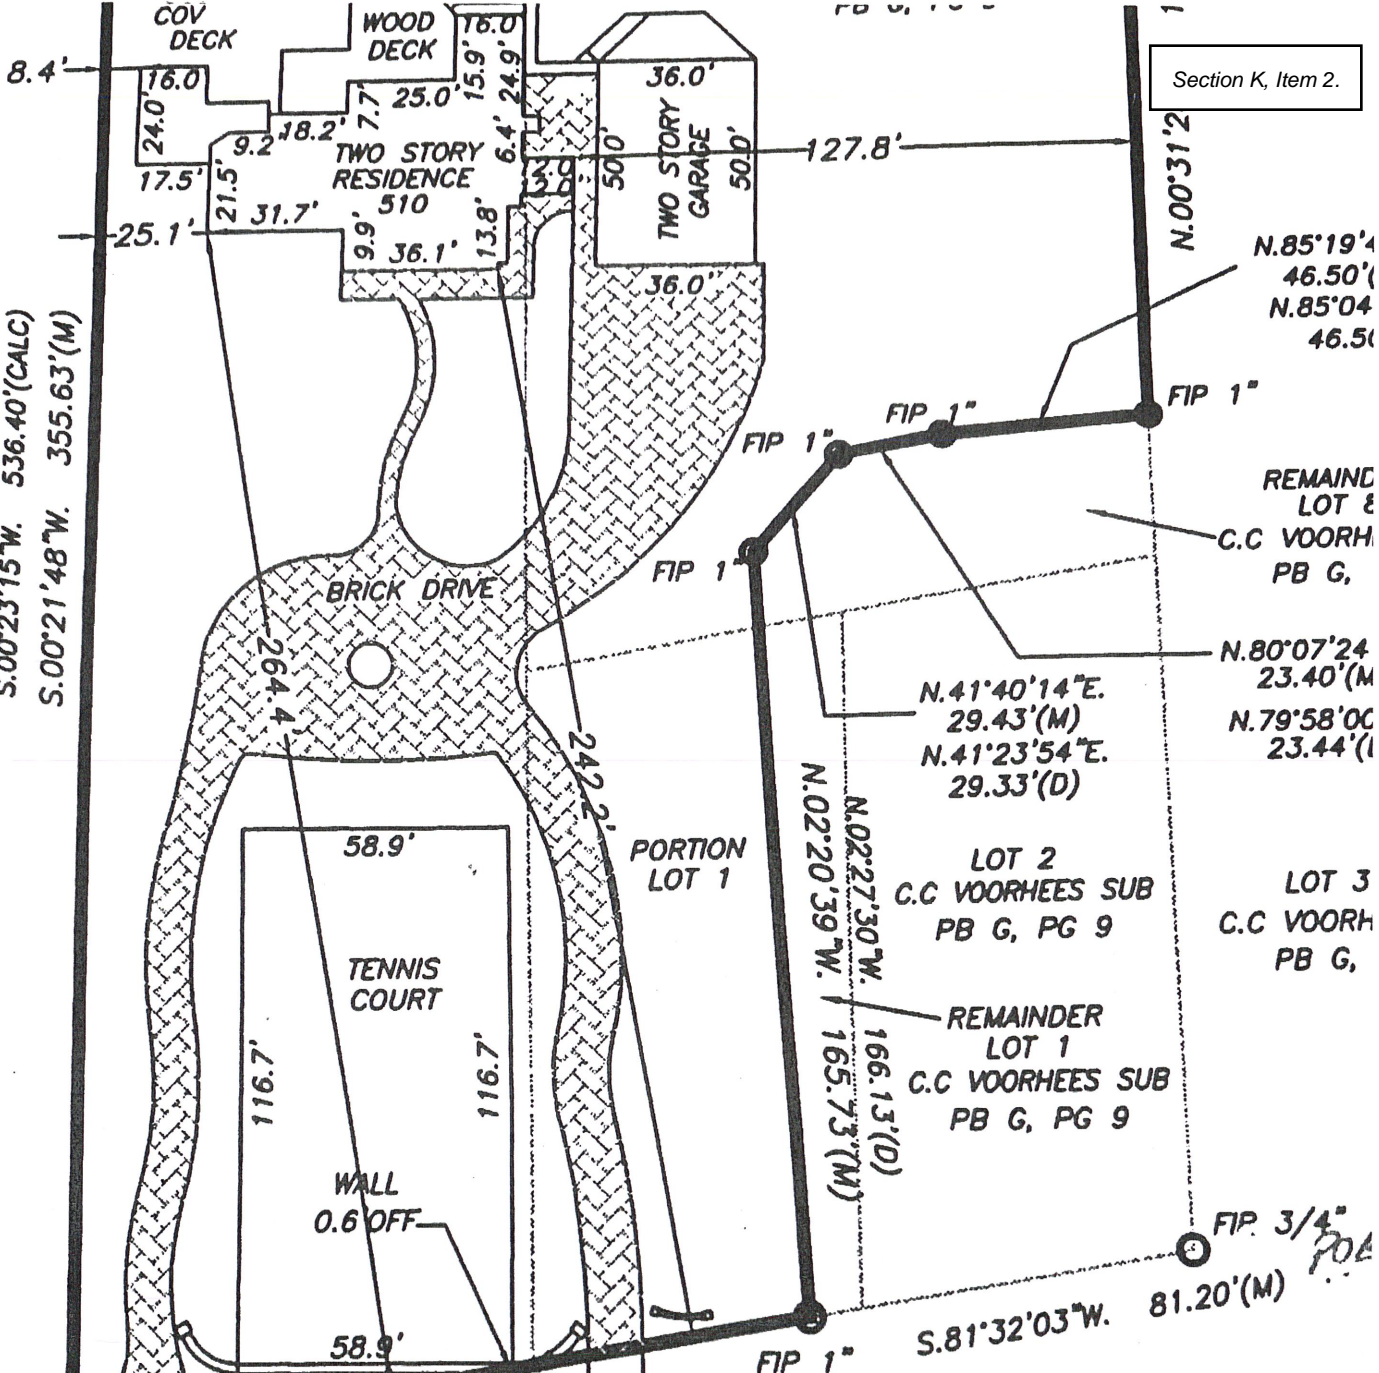 COV
DECK
WOOD
DECK
16.0'
8.4'
16.0
24.0'
17.5'
9.2'
18.2'
7.7'
25.0'
15.9'
24.9'
6.4'
TWO STORY
RESIDENCE
510
21.5'
31.7'
25.1'
9.9'
36.1'
13.8'
2.0'
2.0'
36.0'
50.0'
TWO STORY
GARAGE
50.0'
36.0'
127.8'
Section K, Item 2.
N.00°31'2
N.85°19'4
46.50'(
N.85°04
46.50
S.00°23'15"W. 536.40'(CALC)
S.00°21'48"W. 355.63'(M)
FIP 1"
FIP 1"
FIP 1"
FIP 1"
REMAIND
LOT 8
C.C VOORH
PB G,
BRICK DRIVE
264.4'
242.2'
N.41°40'14"E.
29.43'(M)
N.41°23'54"E.
29.33'(D)
N.80°07'24
23.40'(M
N.79°58'00
23.44'(
58.9'
TENNIS
COURT
116.7'
116.7'
PORTION
LOT 1
N.02°20'39"W. 165.73'(M)
N.02°27'30"W. 166.13'(D)
LOT 2
C.C VOORHEES SUB
PB G, PG 9
LOT 3
C.C VOORH
PB G,
REMAINDER
LOT 1
C.C VOORHEES SUB
PB G, PG 9
WALL
0.6 OFF
58.9'
FIP 1"
S.81°32'03"W. 81.20'(M)
FIP 3/4"